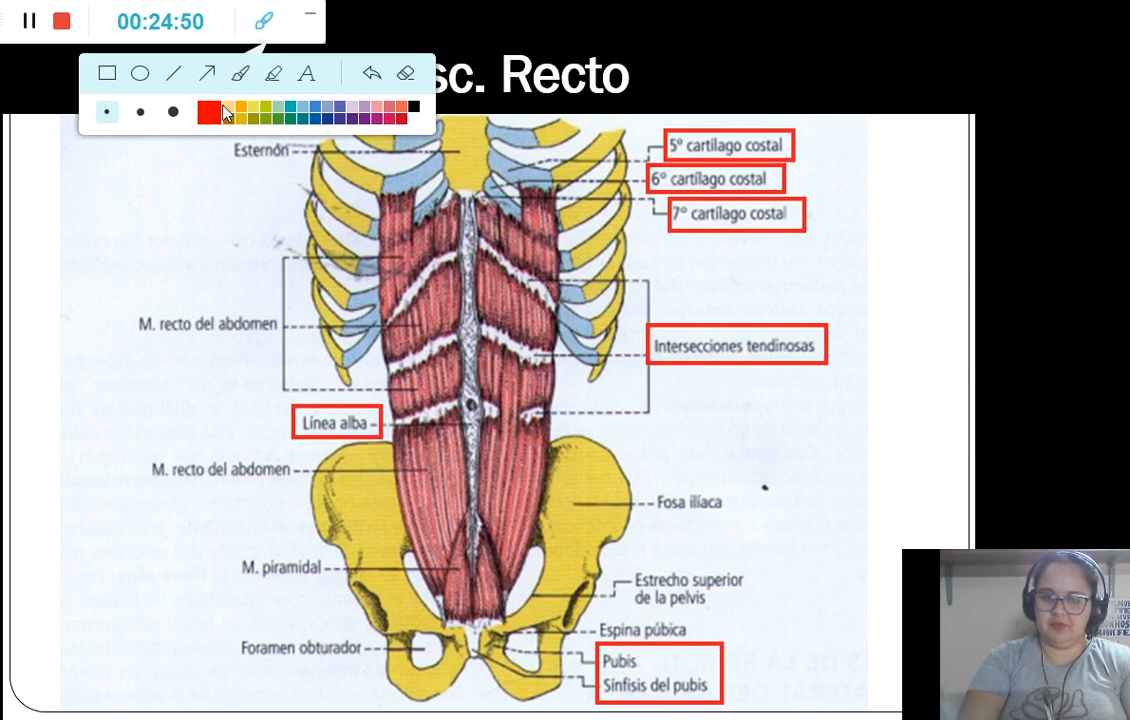 00:24:50
A
sc. Recto
Esternón
5º cartílago costal
6º cartílago costal
7º cartílago costal
M. recto del abdomen
Intersecciones tendinosas
Línea alba
M. recto del abdomen
Fosa ilíaca
M. piramidal
Estrecho superior
de la pelvis
Espina púbica
Foramen obturador
Pubis
Sínfisis del pubis